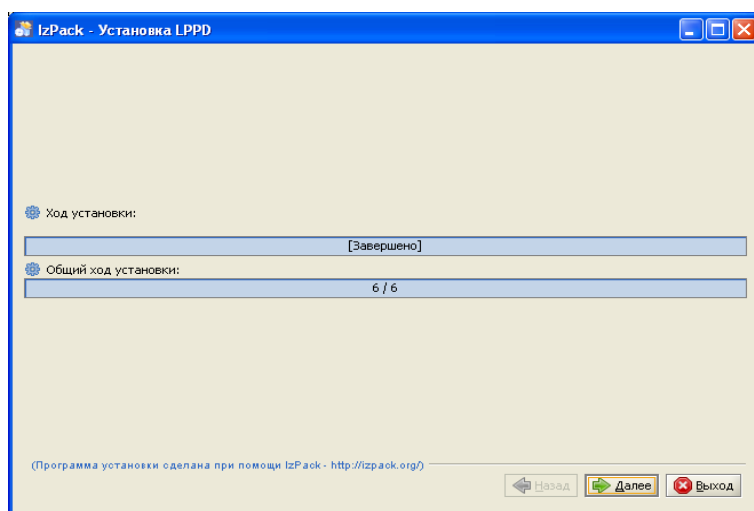 IzPack - Установка LPPD
Ход установки:
[Завершено]
Общий ход установки:
6 / 6
(Программа установки сделана при помощи IzPack - http://izpack.org/)
Назад Далее Выход